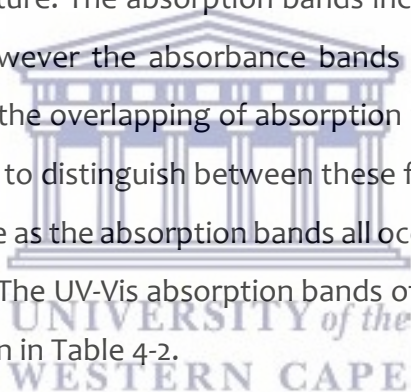 ture. The absorption bands inc
wever the absorbance bands
the overlapping of absorption
to distinguish between these f
e as the absorption bands all oc
The UV-Vis absorption bands of
UNIVERSITY of the
n in Table 4-2.
WESTERN CAPE